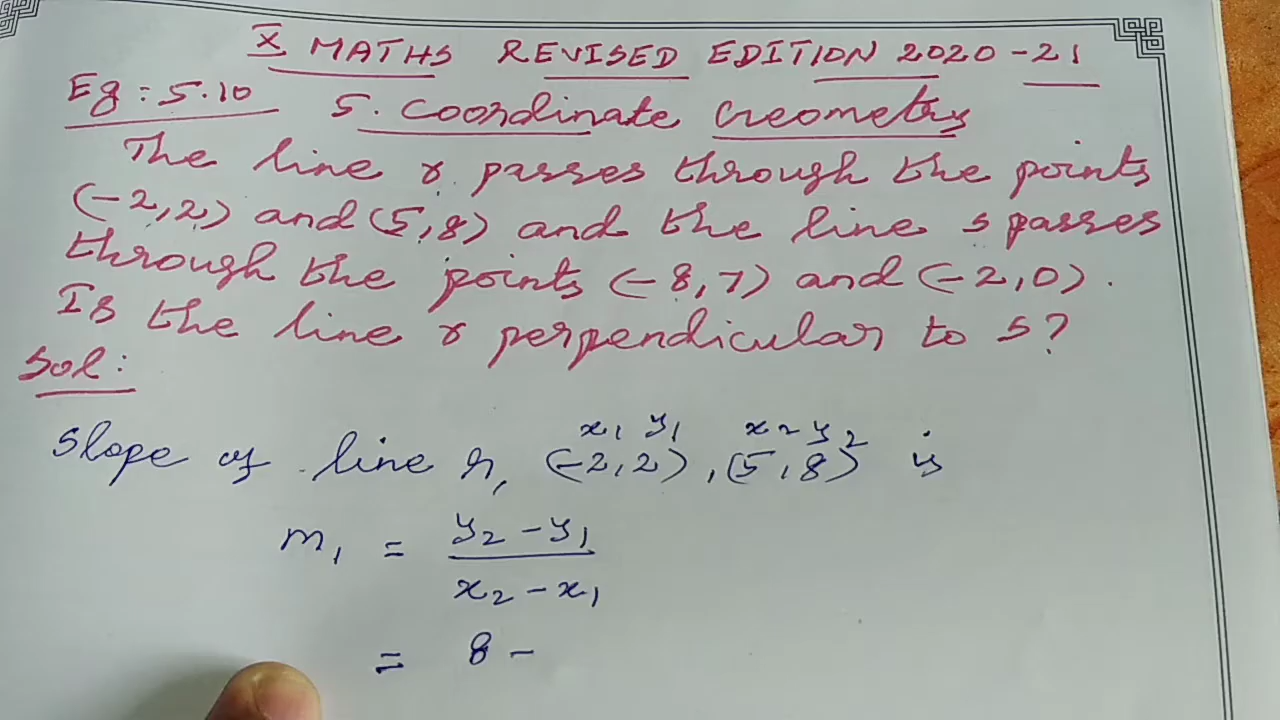 X MATHS REVISED EDITION 2020-21
Eg: 5.10
5. Coordinate Geometry
The line r passes through the points
(-2,2) and (5,8) and the line s passes
through the points (-8,7) and (-2,0).
Is the line r perpendicular to s?
Sol:
x1 y1 x2 y2
Slope of line r, (-2,2), (5,8) is
m1 = y2 - y1 / x2 - x1
= 8 -